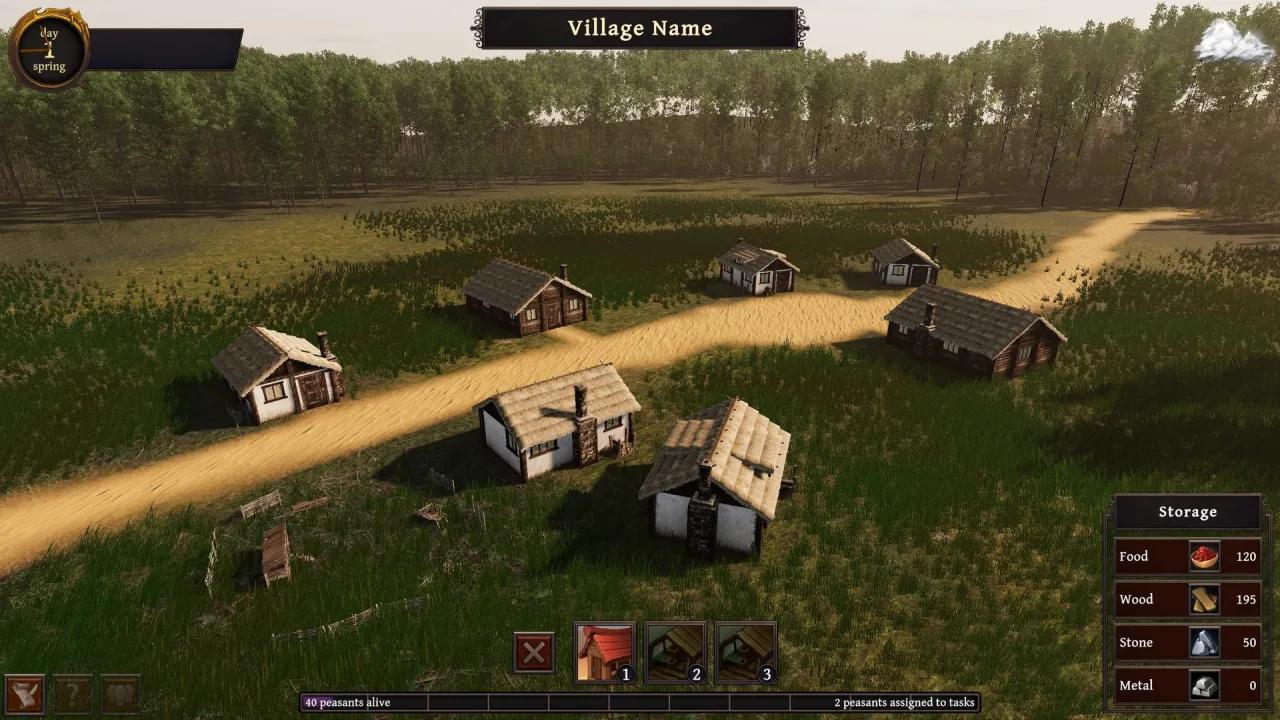 day
1
spring
Village Name
Storage
Food 120
Wood 195
Stone 50
Metal 0
1
2
3
?
40 peasants alive
2 peasants assigned to tasks